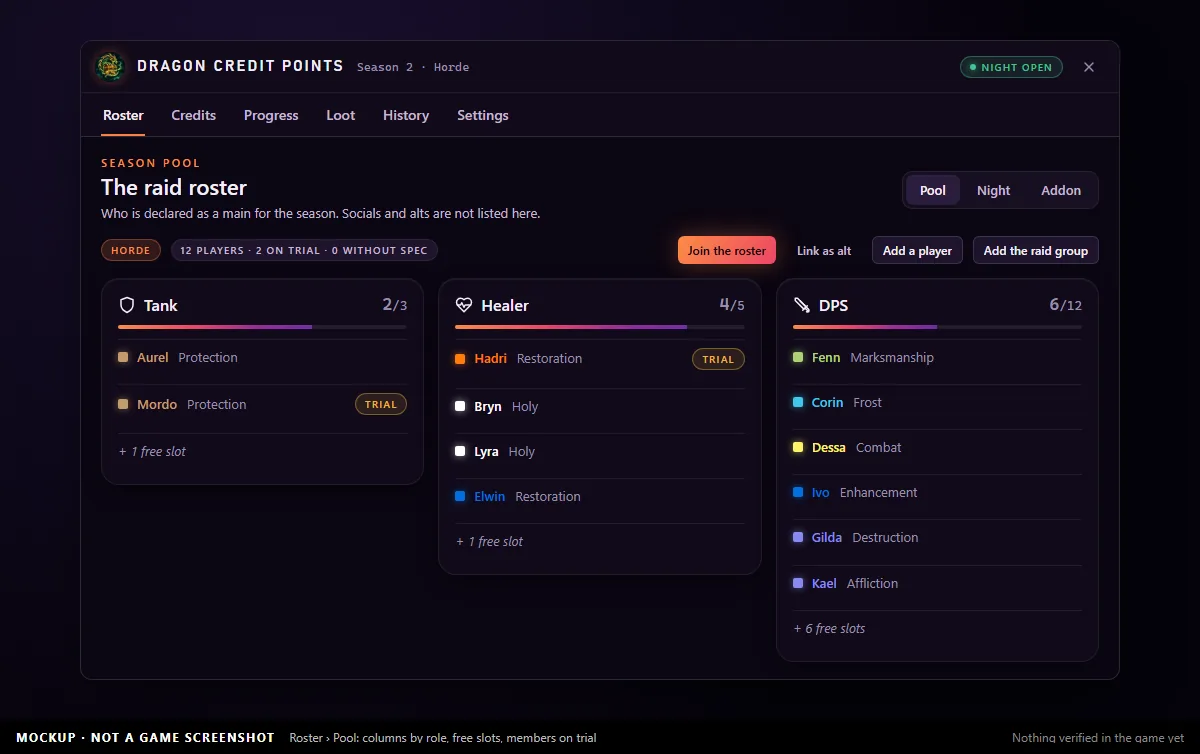 DRAGON CREDIT POINTS Season 2 · Horde
NIGHT OPEN
Roster Credits Progress Loot History Settings
SEASON POOL
The raid roster
Who is declared as a main for the season. Socials and alts are not listed here.
Pool Night Addon
HORDE 12 PLAYERS · 2 ON TRIAL · 0 WITHOUT SPEC
Join the roster Link as alt Add a player Add the raid group
Tank 2/3
Aurel Protection
Mordo Protection TRIAL
+ 1 free slot
Healer 4/5
Hadri Restoration TRIAL
Bryn Holy
Lyra Holy
Elwin Restoration
+ 1 free slot
DPS 6/12
Fenn Marksmanship
Corin Frost
Dessa Combat
Ivo Enhancement
Gilda Destruction
Kael Affliction
+ 6 free slots
MOCKUP · NOT A GAME SCREENSHOT Roster › Pool: columns by role, free slots, members on trial
Nothing verified in the game yet